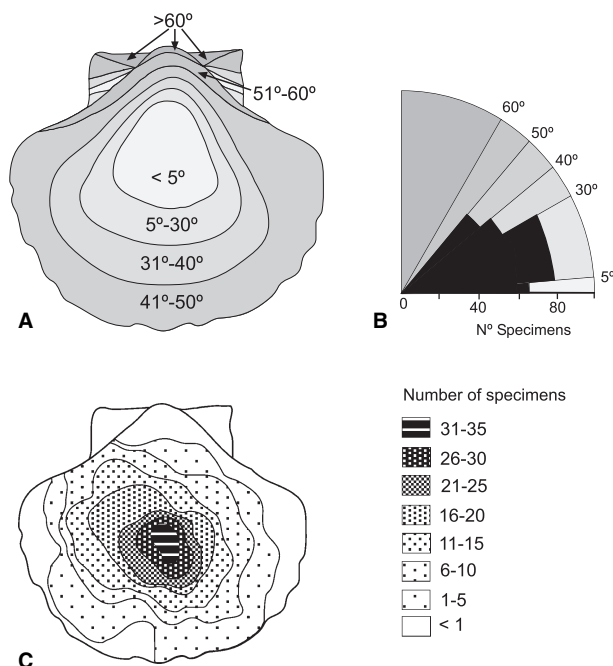 >60º
51º-60º
< 5º
5º-30º
31º-40º
41º-50º
A
60º
50º
40º
30º
5º
0 40 80
Nº Specimens
B
Number of specimens
31-35
26-30
21-25
16-20
11-15
6-10
1-5
< 1
C